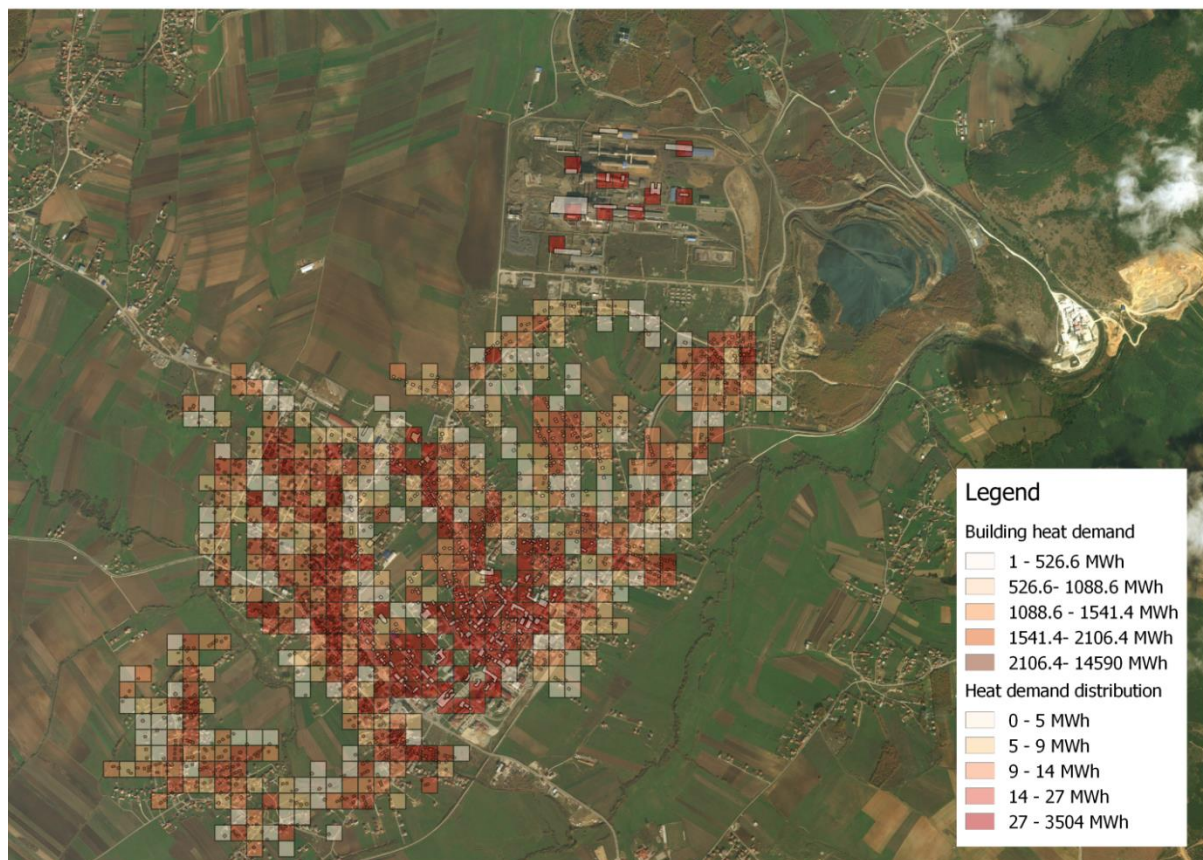 Legend
Building heat demand
1 - 526.6 MWh
526.6- 1088.6 MWh
1088.6 - 1541.4 MWh
1541.4- 2106.4 MWh
2106.4- 14590 MWh
Heat demand distribution
0 - 5 MWh
5 - 9 MWh
9 - 14 MWh
14 - 27 MWh
27 - 3504 MWh